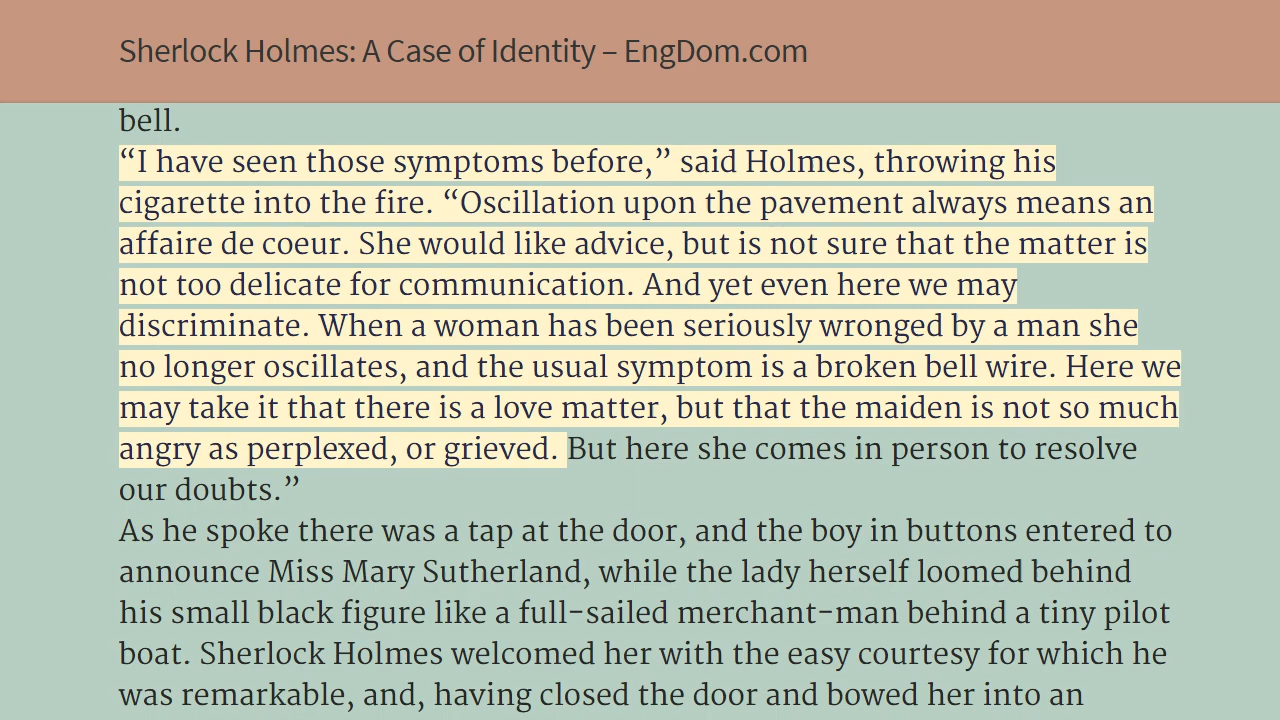 Sherlock Holmes: A Case of Identity – EngDom.com
bell.
“I have seen those symptoms before,” said Holmes, throwing his
cigarette into the fire. “Oscillation upon the pavement always means an
affaire de coeur. She would like advice, but is not sure that the matter is
not too delicate for communication. And yet even here we may
discriminate. When a woman has been seriously wronged by a man she
no longer oscillates, and the usual symptom is a broken bell wire. Here we
may take it that there is a love matter, but that the maiden is not so much
angry as perplexed, or grieved. But here she comes in person to resolve
our doubts.”
As he spoke there was a tap at the door, and the boy in buttons entered to
announce Miss Mary Sutherland, while the lady herself loomed behind
his small black figure like a full-sailed merchant-man behind a tiny pilot
boat. Sherlock Holmes welcomed her with the easy courtesy for which he
was remarkable, and, having closed the door and bowed her into an